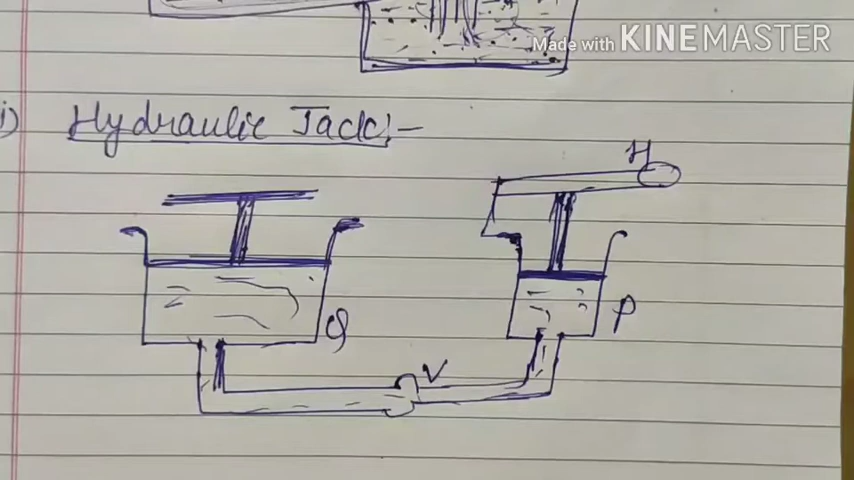 Made with KINEMASTER
i) Hydraulic Jack:-
H
Q
P
V